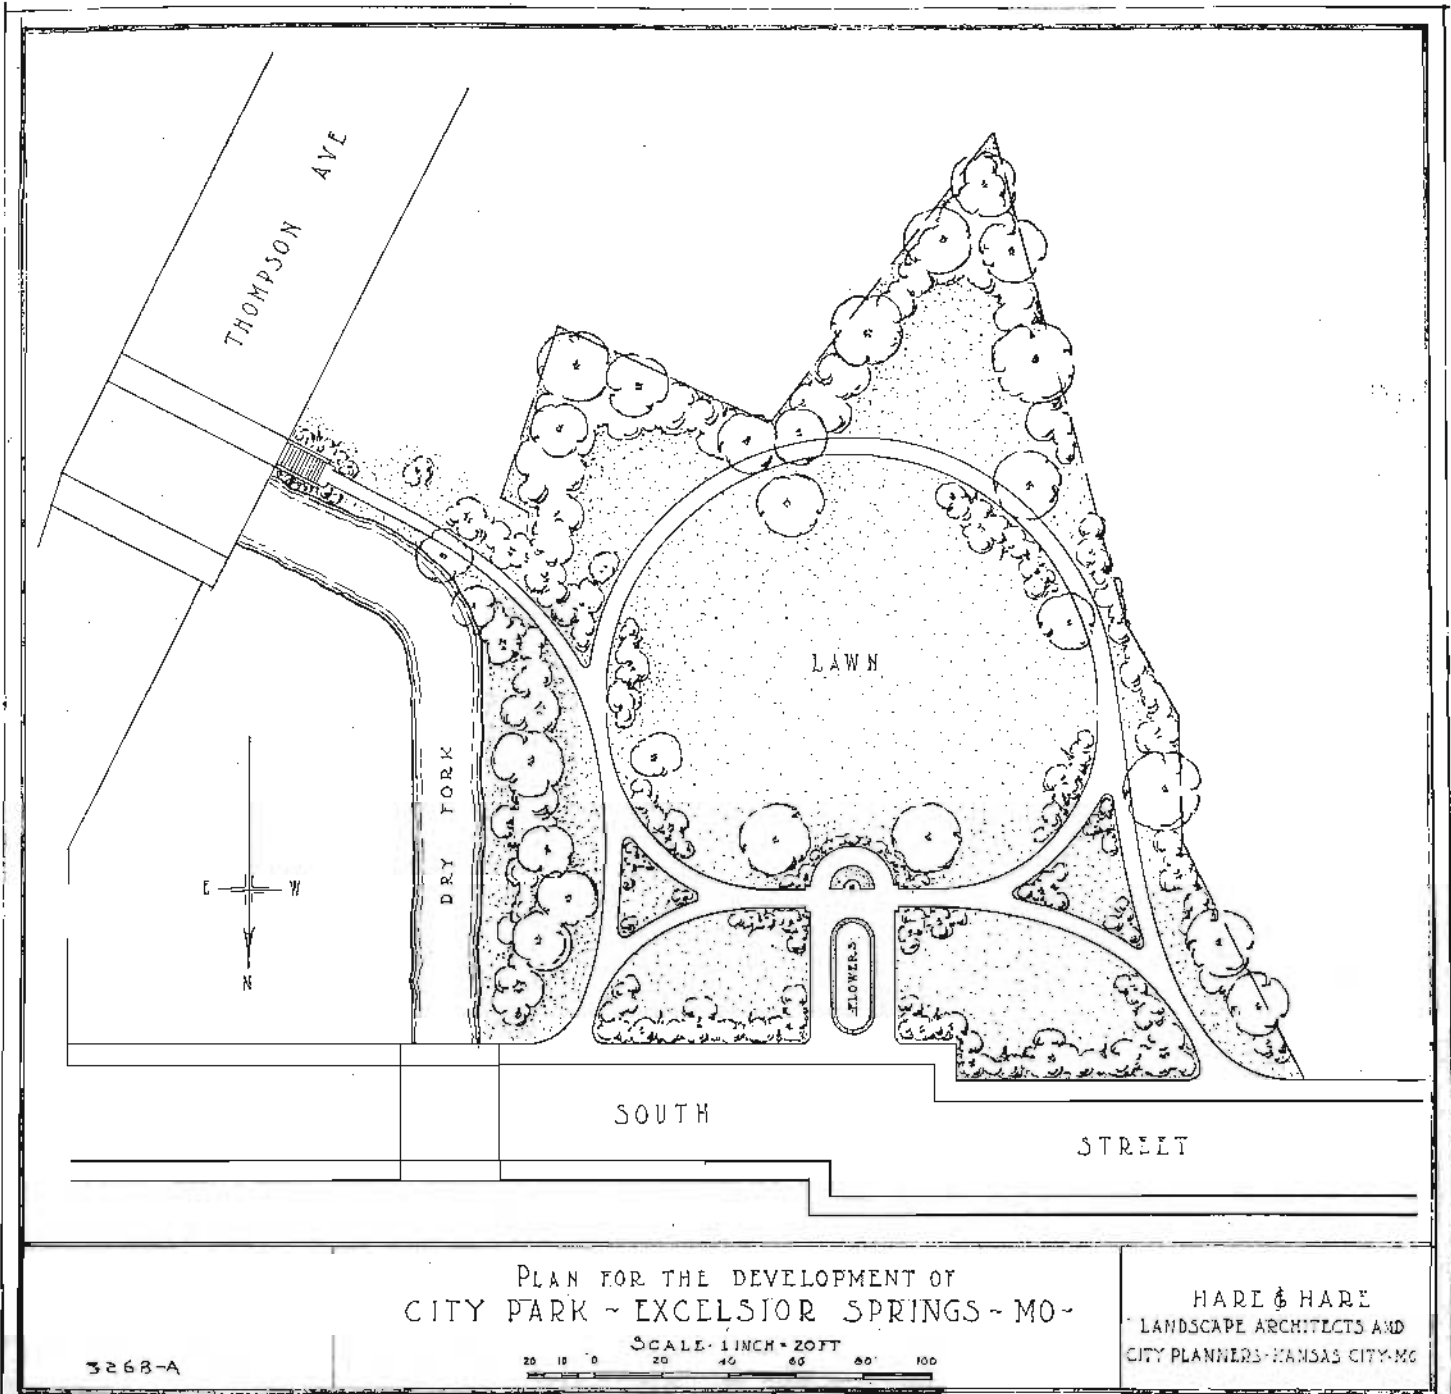 THOMPSON AVE
LAWN
DRY FORK
E W
N
FLOWERS
SOUTH
STREET
PLAN FOR THE DEVELOPMENT OF
CITY PARK ~ EXCELSIOR SPRINGS ~ MO ~
SCALE · 1 INCH = 20 FT
20 10 0 20 40 60 80 100
HARE & HARE
LANDSCAPE ARCHITECTS AND
CITY PLANNERS · KANSAS CITY · MO
3268-A